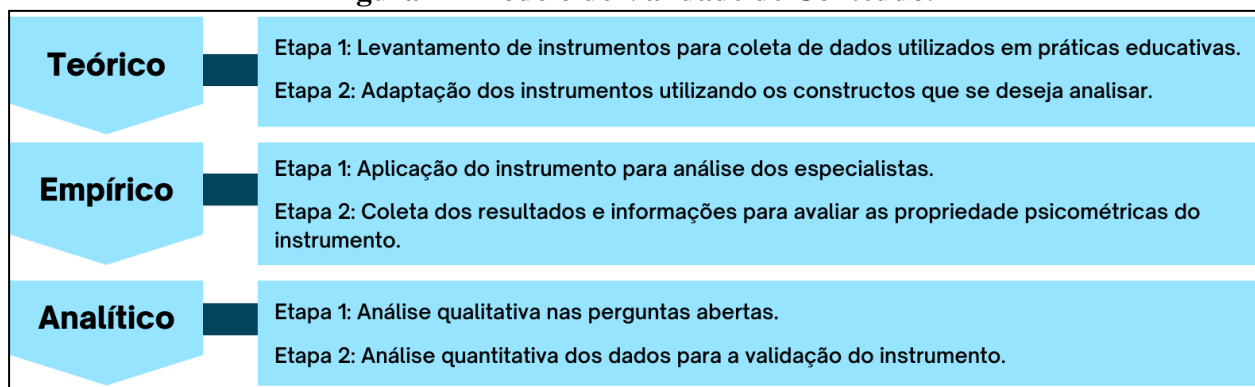 Teórico
Etapa 1: Levantamento de instrumentos para coleta de dados utilizados em práticas educativas.
Etapa 2: Adaptação dos instrumentos utilizando os constructos que se deseja analisar.
Empírico
Etapa 1: Aplicação do instrumento para análise dos especialistas.
Etapa 2: Coleta dos resultados e informações para avaliar as propriedade psicométricas do
instrumento.
Analítico
Etapa 1: Análise qualitativa nas perguntas abertas.
Etapa 2: Análise quantitativa dos dados para a validação do instrumento.